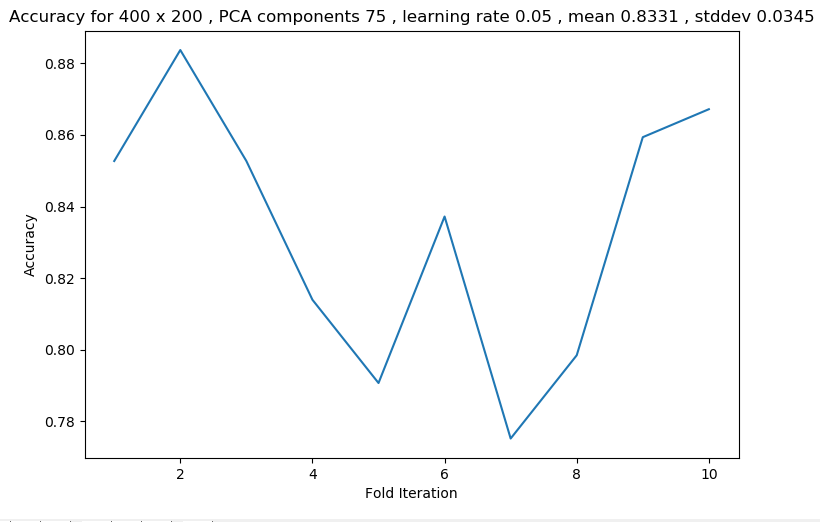 Accuracy for 400 x 200 , PCA components 75 , learning rate 0.05 , mean 0.8331 , stddev 0.0345
0.88
0.86
0.84
0.82
0.80
0.78
Accuracy
2 4 6 8 10
Fold Iteration